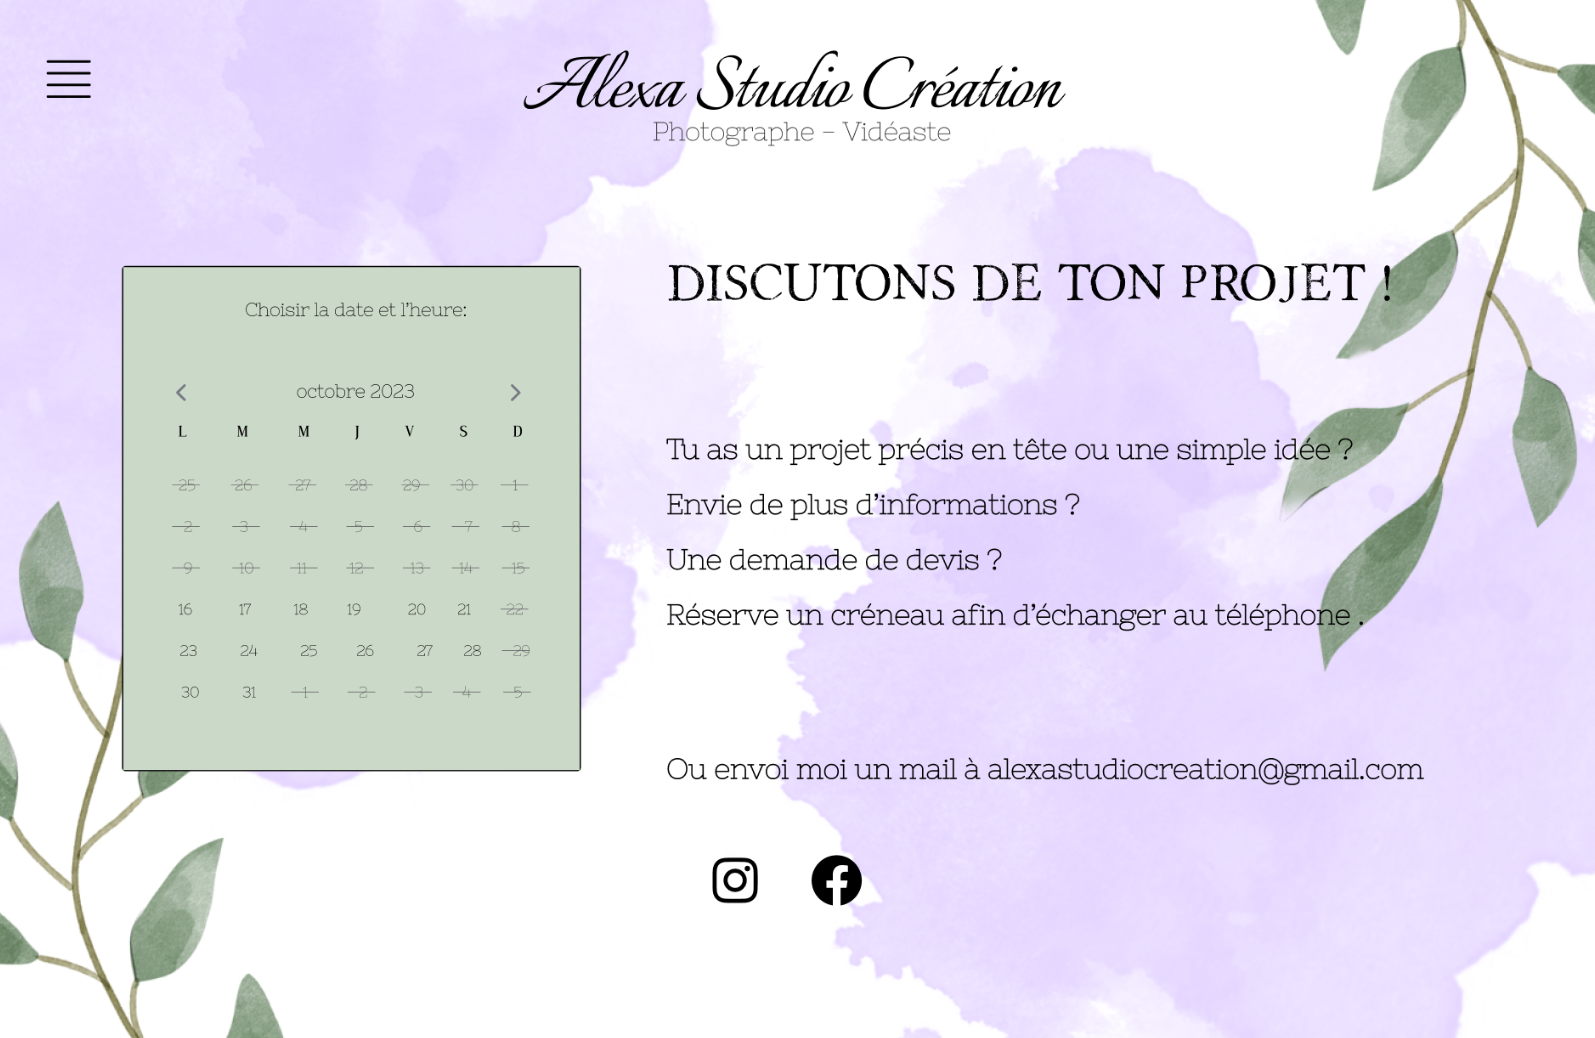 Alexa Studio Création
Photographe - Vidéaste
Choisir la date et l'heure:
octobre 2023
L M M J V S D
25 26 27 28 29 30 1
2 3 4 5 6 7 8
9 10 11 12 13 14 15
16 17 18 19 20 21 22
23 24 25 26 27 28 29
30 31 1 2 3 4 5
DISCUTONS DE TON PROJET !
Tu as un projet précis en tête ou une simple idée ?
Envie de plus d'informations ?
Une demande de devis ?
Réserve un créneau afin d'échanger au téléphone .
Ou envoi moi un mail à alexastudiocreation@gmail.com